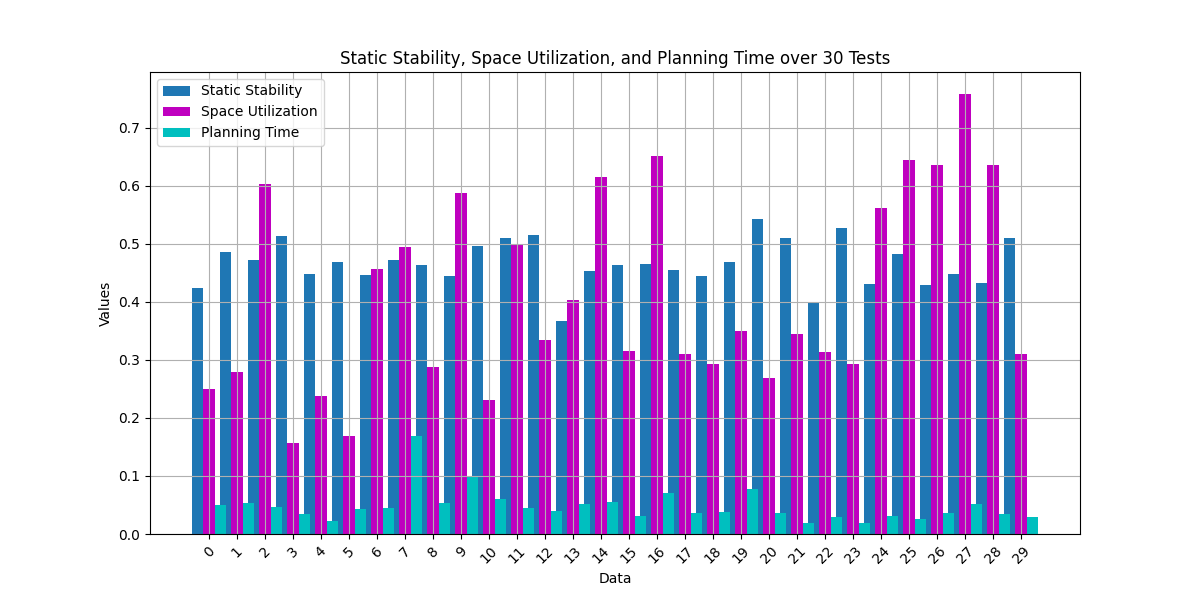 Static Stability, Space Utilization, and Planning Time over 30 Tests
Static Stability
Space Utilization
Planning Time
Values
0.7
0.6
0.5
0.4
0.3
0.2
0.1
0.0
0 1 2 3 4 5 6 7 8 9 10 11 12 13 14 15 16 17 18 19 20 21 22 23 24 25 26 27 28 29
Data